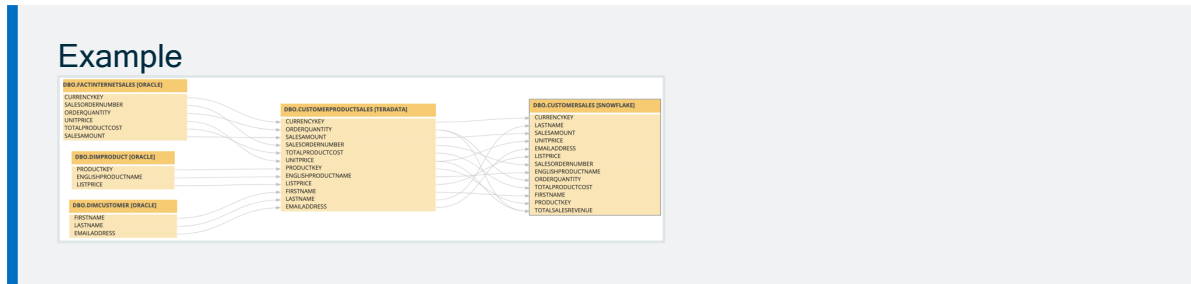 Example
DBO.FACTINTERNETSALES [ORACLE]
CURRENCYKEY
SALESORDERNUMBER
ORDERQUANTITY
UNITPRICE
TOTALPRODUCTCOST
SALESAMOUNT
DBO.DIMPRODUCT [ORACLE]
PRODUCTKEY
ENGLISHPRODUCTNAME
LISTPRICE
DBO.DIMCUSTOMER [ORACLE]
FIRSTNAME
LASTNAME
EMAILADDRESS
DBO.CUSTOMERPRODUCTSALES [TERADATA]
CURRENCYKEY
ORDERQUANTITY
SALESAMOUNT
SALESORDERNUMBER
TOTALPRODUCTCOST
UNITPRICE
PRODUCTKEY
ENGLISHPRODUCTNAME
LISTPRICE
FIRSTNAME
LASTNAME
EMAILADDRESS
DBO.CUSTOMERSALES [SNOWFLAKE]
CURRENCYKEY
LASTNAME
SALESAMOUNT
UNITPRICE
EMAILADDRESS
LISTPRICE
SALESORDERNUMBER
ENGLISHPRODUCTNAME
ORDERQUANTITY
TOTALPRODUCTCOST
FIRSTNAME
PRODUCTKEY
TOTALSALESREVENUE